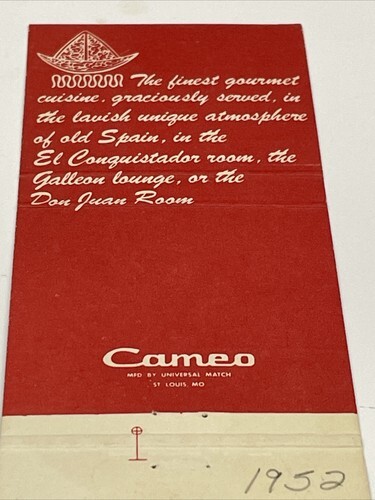 The finest gourmet
cuisine, graciously served, in
the lavish unique atmosphere
of old Spain, in the
El Conquistador room, the
Galleon lounge, or the
Don Juan Room
Cameo
MFD BY UNIVERSAL MATCH
ST LOUIS, MO
1952